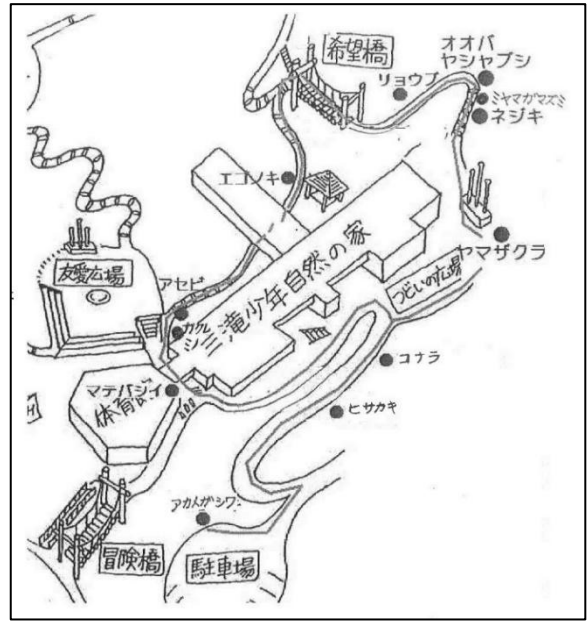 希望橋
オオバ
ヤシャブシ
リョウブ
ミヤマガマズミ
ネジキ
エゴノキ
ヤマザクラ
友愛広場
アセビ
三滝少年自然の家
つどいの広場
カクレ
ミ
コナラ
マテバシイ
体育
ヒサカキ
アカメガシワ
冒険橋
駐車場